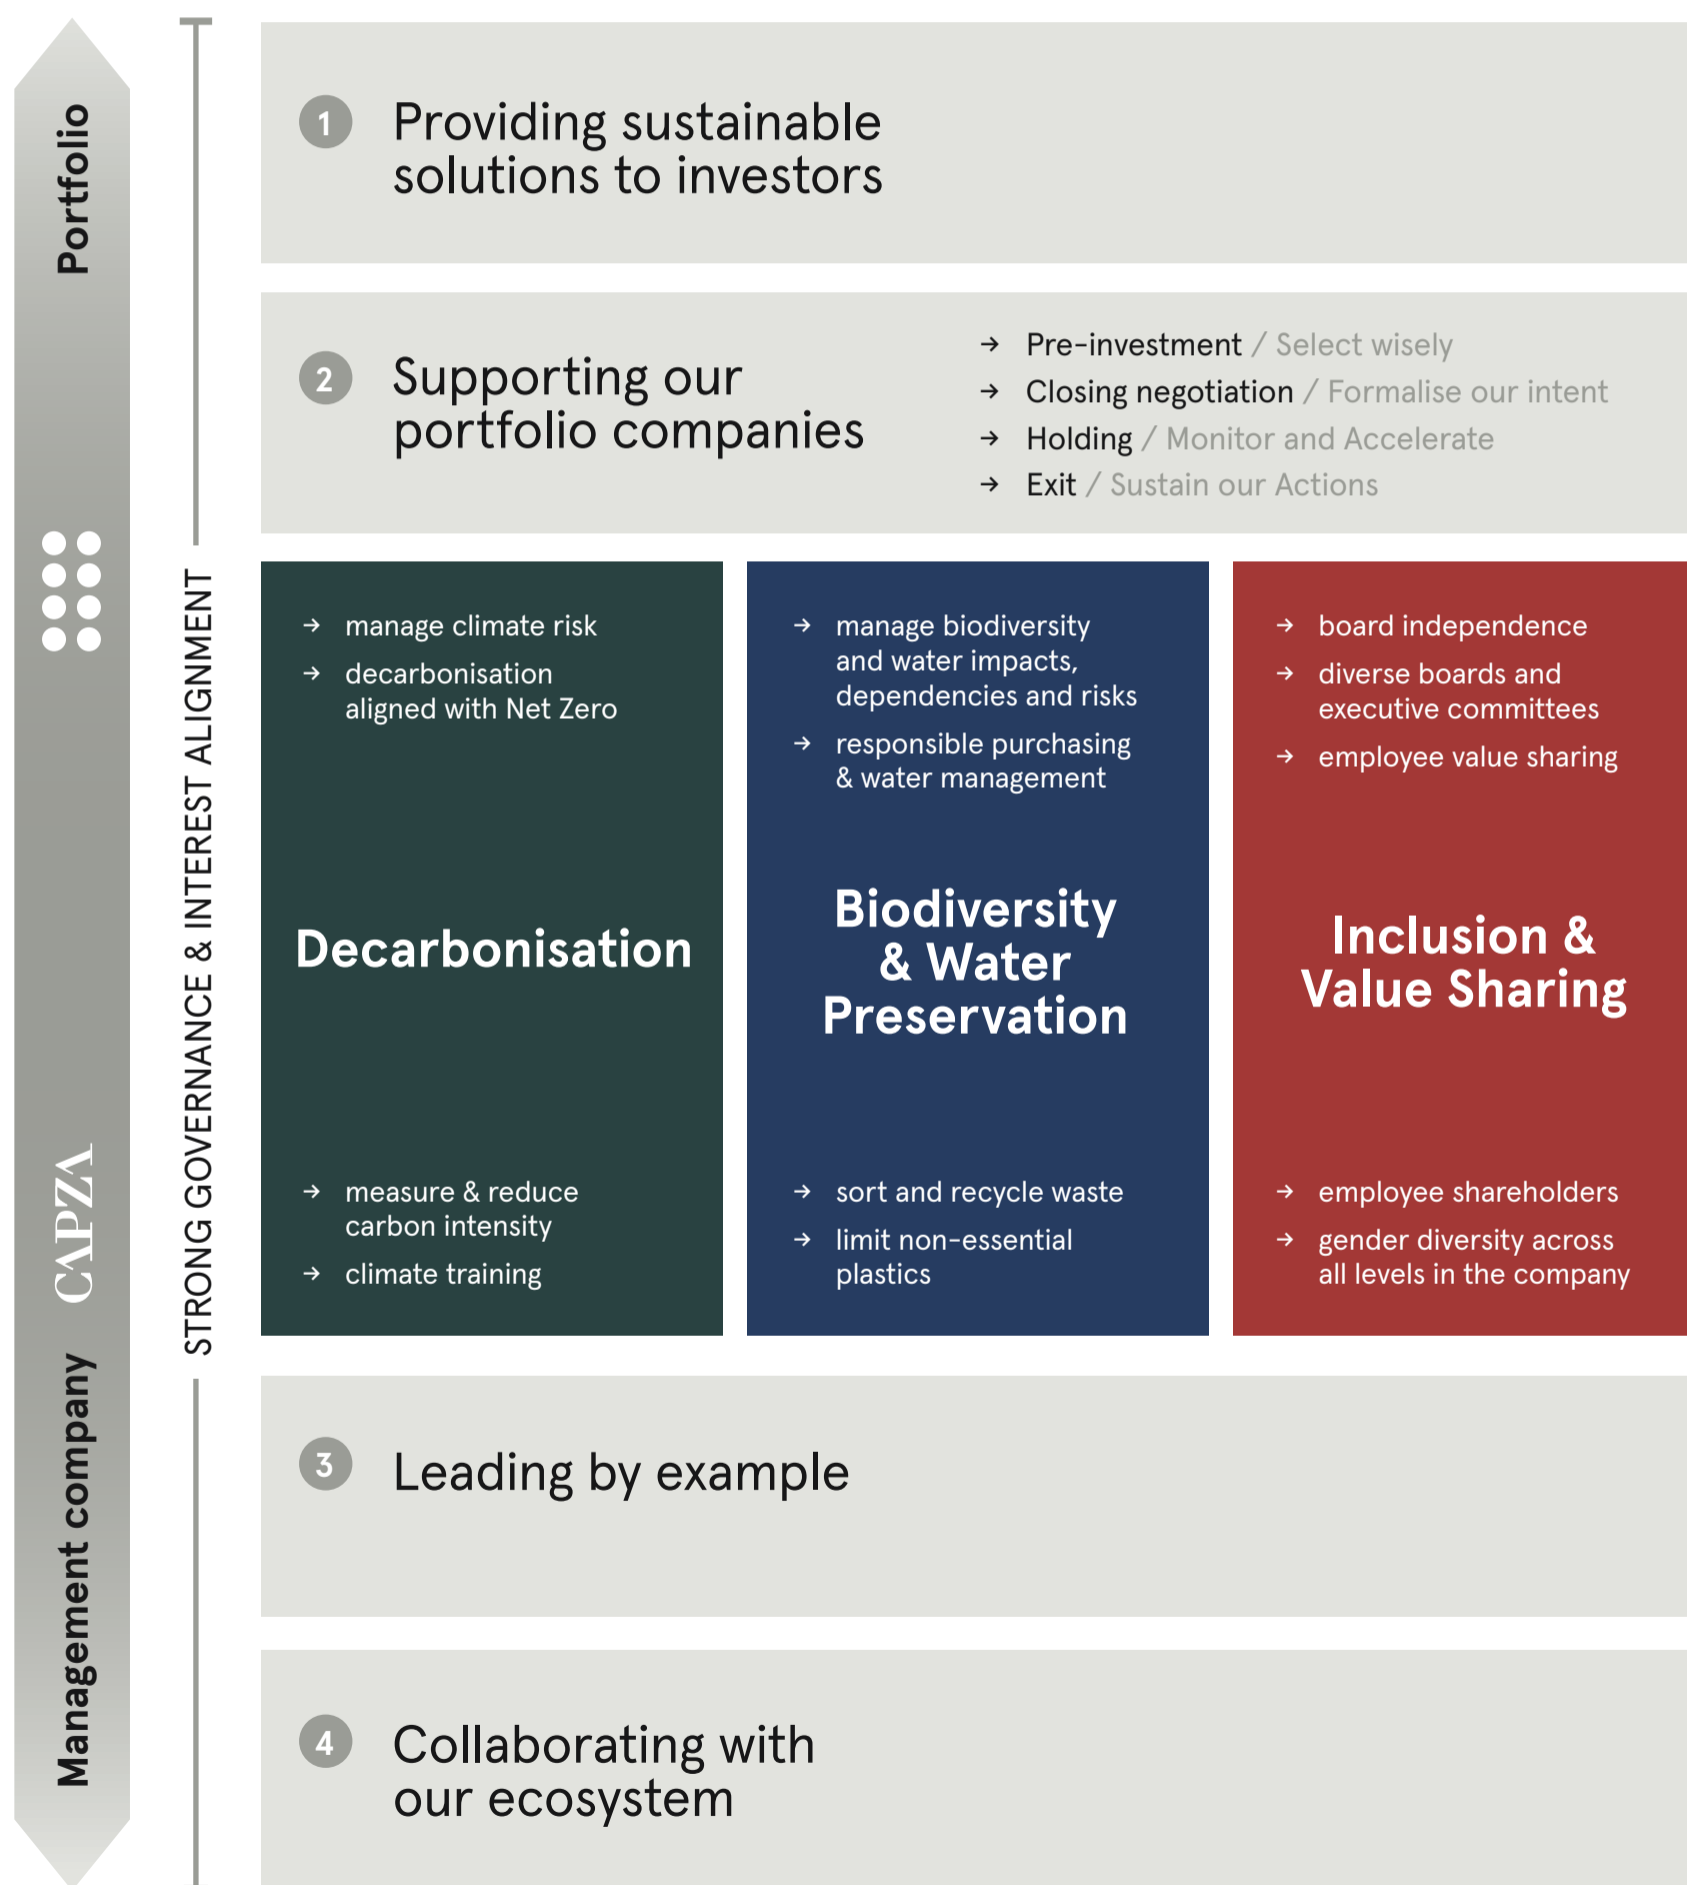 Portfolio
CAPZA
Management company
STRONG GOVERNANCE & INTEREST ALIGNMENT
1
Providing sustainable
solutions to investors
2
Supporting our
portfolio companies
→ Pre-investment / Select wisely
→ Closing negotiation / Formalise our intent
→ Holding / Monitor and Accelerate
→ Exit / Sustain our Actions
→ manage climate risk
→ decarbonisation
aligned with Net Zero
Decarbonisation
→ measure & reduce
carbon intensity
→ climate training
→ manage biodiversity
and water impacts,
dependencies and risks
→ responsible purchasing
& water management
Biodiversity
& Water
Preservation
→ sort and recycle waste
→ limit non-essential
plastics
→ board independence
→ diverse boards and
executive committees
→ employee value sharing
Inclusion &
Value Sharing
→ employee shareholders
→ gender diversity across
all levels in the company
3
Leading by example
4
Collaborating with
our ecosystem